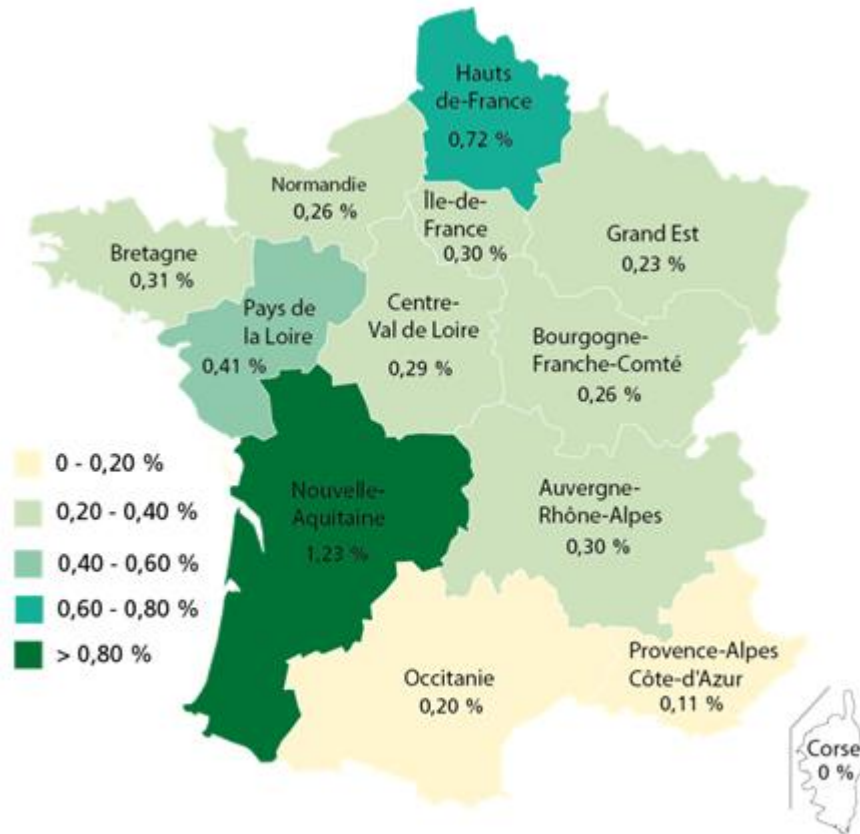 Hauts
de-France
0,72 %
Normandie
0,26 %
Île-de-
France
0,30 %
Grand Est
0,23 %
Bretagne
0,31 %
Pays de
la Loire
0,41 %
Centre-
Val de Loire
0,29 %
Bourgogne-
Franche-Comté
0,26 %
0 - 0,20 %
0,20 - 0,40 %
0,40 - 0,60 %
0,60 - 0,80 %
> 0,80 %
Nouvelle-
Aquitaine
1,23 %
Auvergne-
Rhône-Alpes
0,30 %
Occitanie
0,20 %
Provence-Alpes
Côte-d'Azur
0,11 %
Corse
0 %